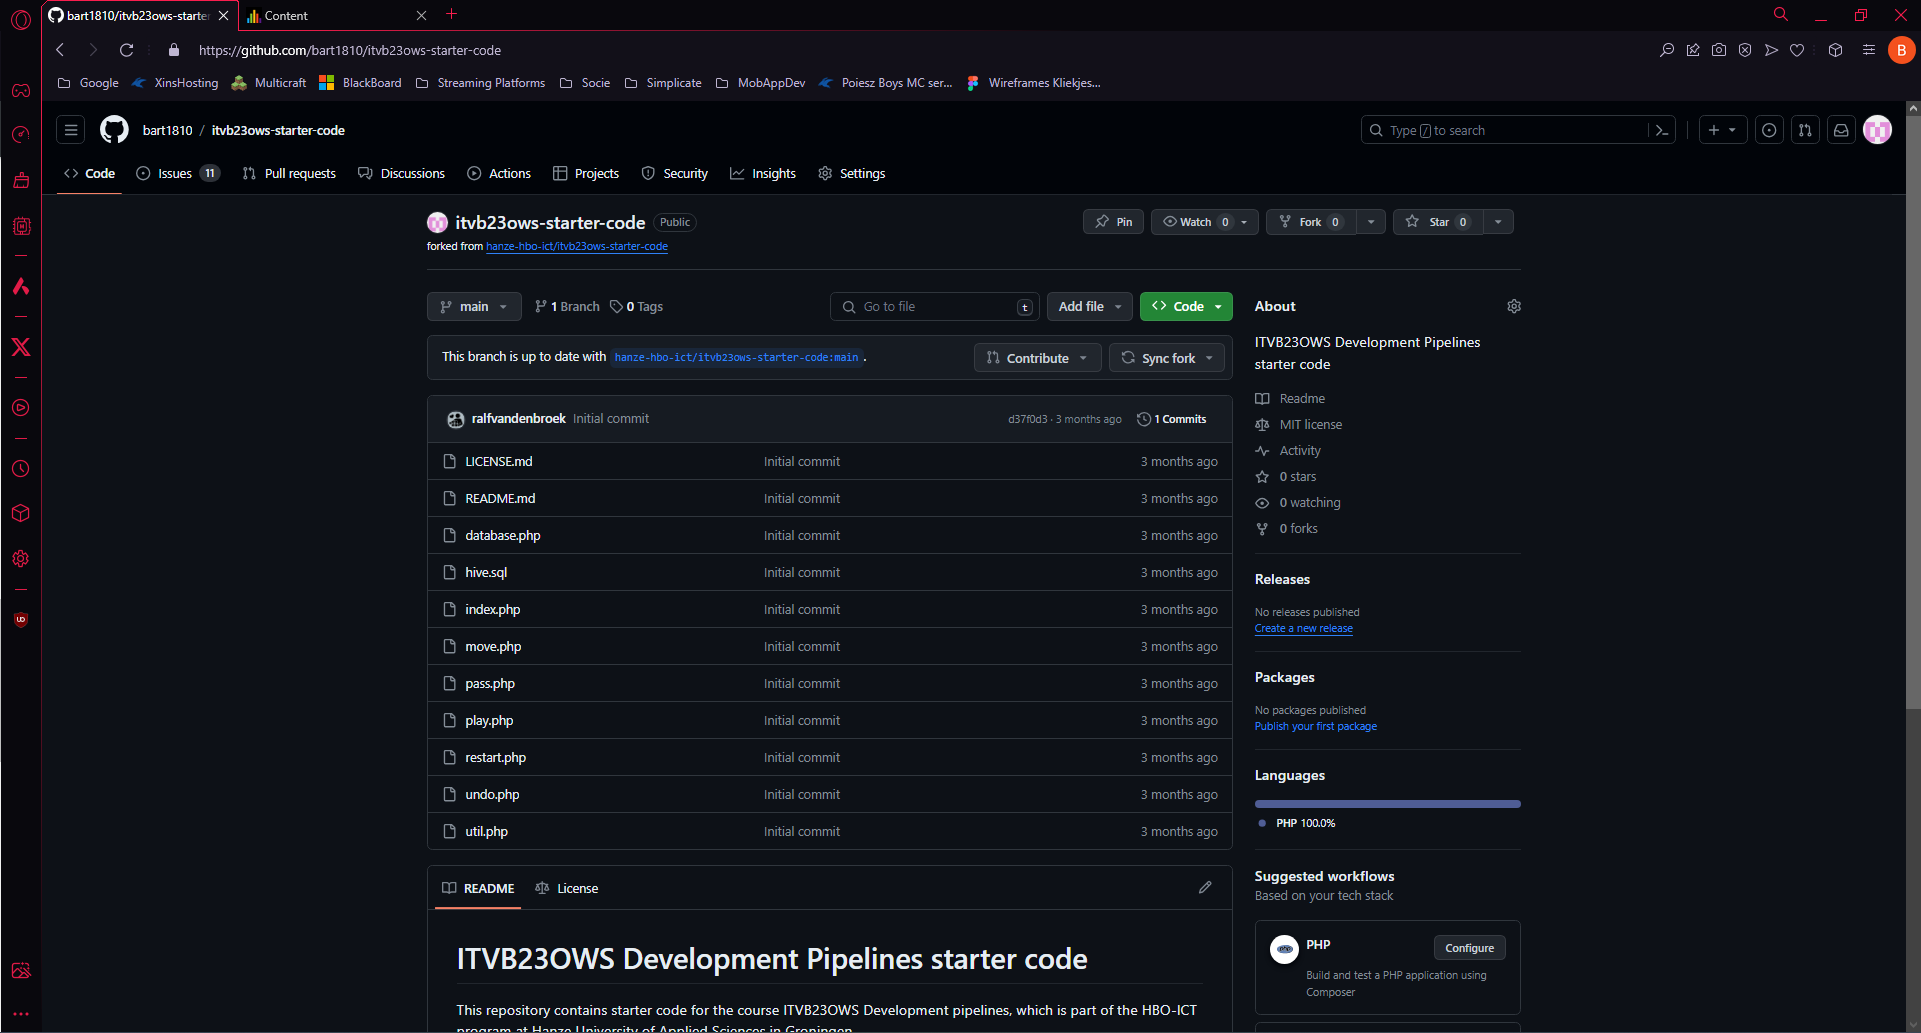 bart1810/itvb23ows-starte
Content
https://github.com/bart1810/itvb23ows-starter-code
B
Google XinsHosting Multicraft BlackBoard Streaming Platforms Socie Simplicate MobAppDev Poiesz Boys MC ser... Wireframes Kliekjes...
bart1810 / itvb23ows-starter-code
Type / to search
Code Issues 11 Pull requests Discussions Actions Projects Security Insights Settings
itvb23ows-starter-code Public
Pin Watch 0 Fork 0 Star 0
forked from hanze-hbo-ict/itvb23ows-starter-code
main 1 Branch 0 Tags Go to file t Add file Code
This branch is up to date with hanze-hbo-ict/itvb23ows-starter-code:main .
Contribute Sync fork
ralfvandenbroek Initial commit d37f0d3 · 3 months ago 1 Commits
LICENSE.md Initial commit 3 months ago
README.md Initial commit 3 months ago
database.php Initial commit 3 months ago
hive.sql Initial commit 3 months ago
index.php Initial commit 3 months ago
move.php Initial commit 3 months ago
pass.php Initial commit 3 months ago
play.php Initial commit 3 months ago
restart.php Initial commit 3 months ago
undo.php Initial commit 3 months ago
util.php Initial commit 3 months ago
README License
ITVB23OWS Development Pipelines starter code
This repository contains starter code for the course ITVB23OWS Development pipelines, which is part of the HBO-ICT
program at Hanze University of Applied Sciences in Groningen
About
ITVB23OWS Development Pipelines
starter code
Readme
MIT license
Activity
0 stars
0 watching
0 forks
Releases
No releases published
Create a new release
Packages
No packages published
Publish your first package
Languages
PHP 100.0%
Suggested workflows
Based on your tech stack
php
PHP
Configure
Build and test a PHP application using
Composer